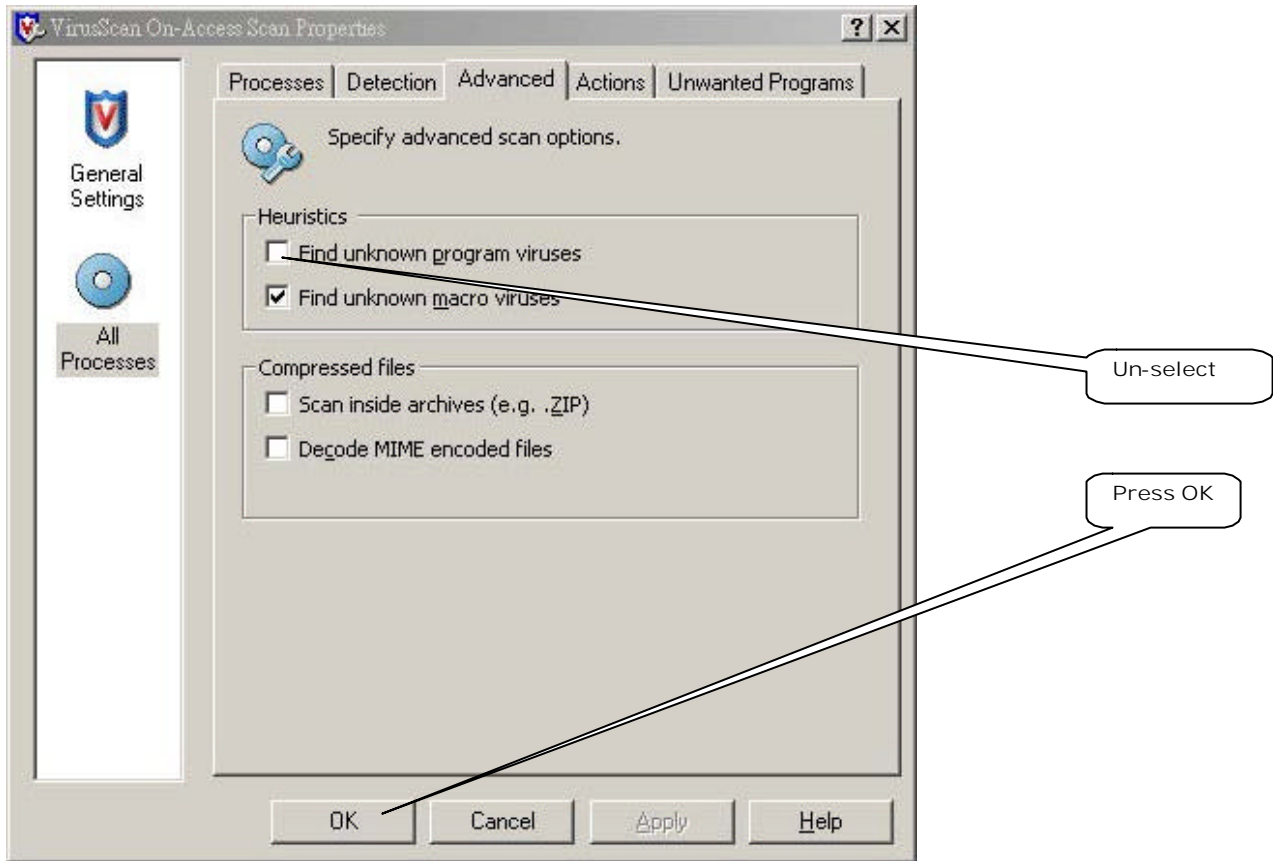 VirusScan On-Access Scan Properties
General
Settings
All
Processes
Processes
Detection
Advanced
Actions
Unwanted Programs
Specify advanced scan options.
Heuristics
Find unknown program viruses
Find unknown macro viruses
Compressed files
Scan inside archives (e.g. .ZIP)
Decode MIME encoded files
OK
Cancel
Apply
Help
Un-select
Press OK